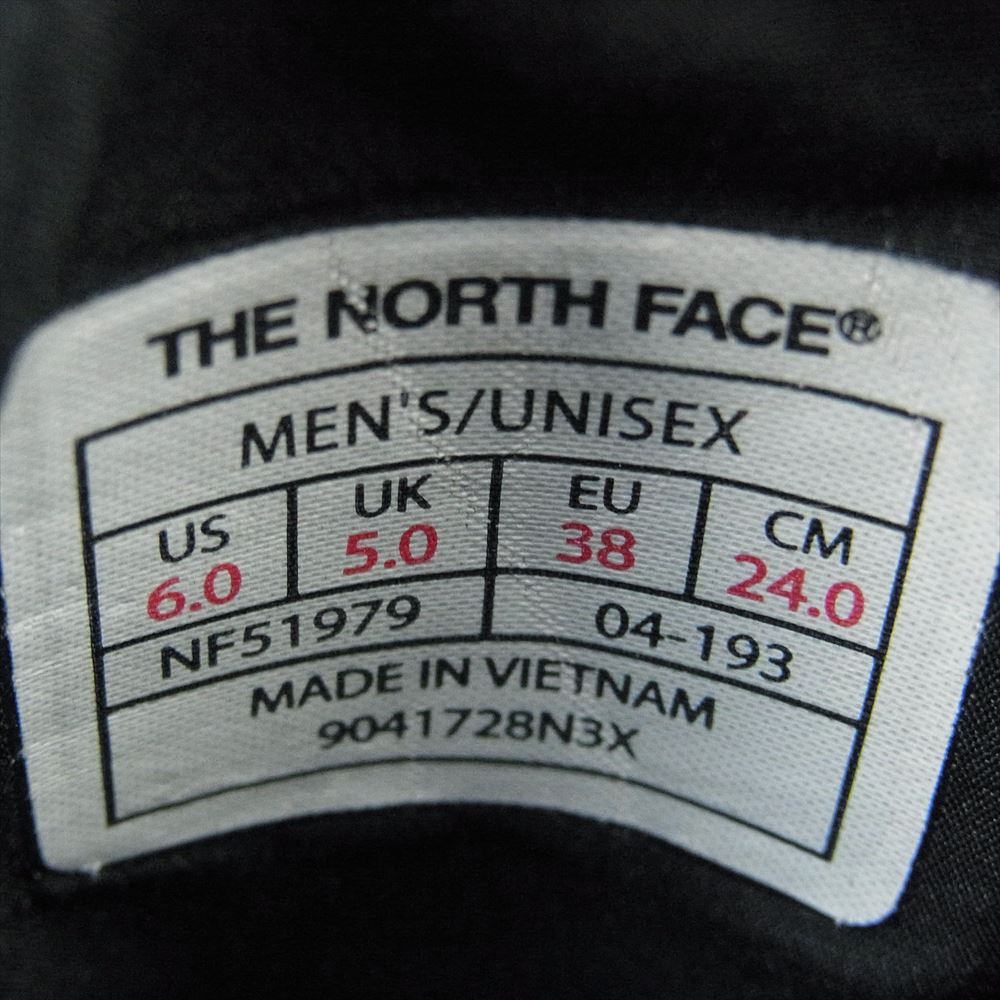 THE NORTH FACE®
MEN'S/UNISEX
US UK EU CM
6.0 5.0 38 24.0
NF51979 04-193
MADE IN VIETNAM
9041728N3X